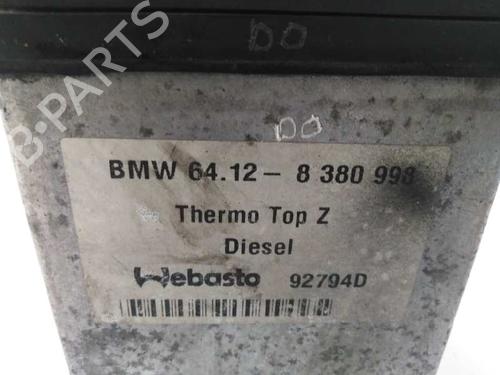 DO
DO
B-PARTS
BMW 64.12 - 8 380 998
Thermo Top Z
Diesel
Webasto 92794D